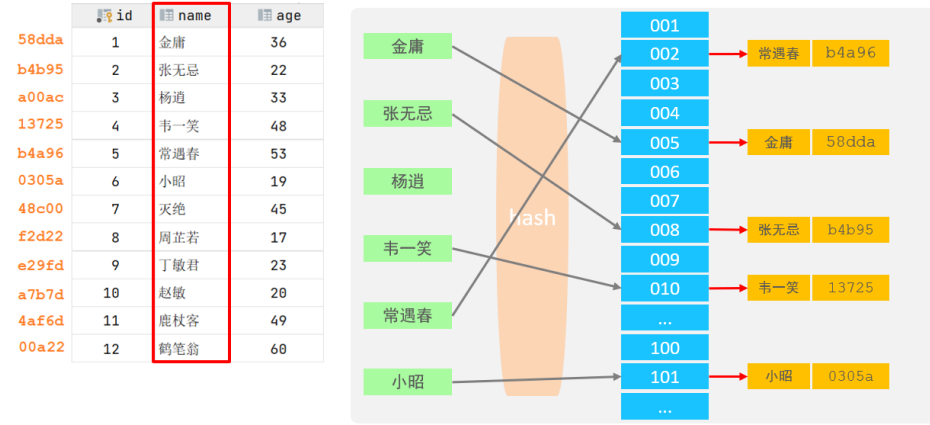 id name age
58dda 1 金庸 36
b4b95 2 张无忌 22
a00ac 3 杨逍 33
13725 4 韦一笑 48
b4a96 5 常遇春 53
0305a 6 小昭 19
48c00 7 灭绝 45
f2d22 8 周芷若 17
e29fd 9 丁敏君 23
a7b7d 10 赵敏 20
4af6d 11 鹿杖客 49
00a22 12 鹤笔翁 60
金庸
张无忌
杨逍
韦一笑
常遇春
小昭
hash
001
002
003
004
005
006
007
008
009
010
...
100
101
...
常遇春 b4a96
金庸 58dda
张无忌 b4b95
韦一笑 13725
小昭 0305a